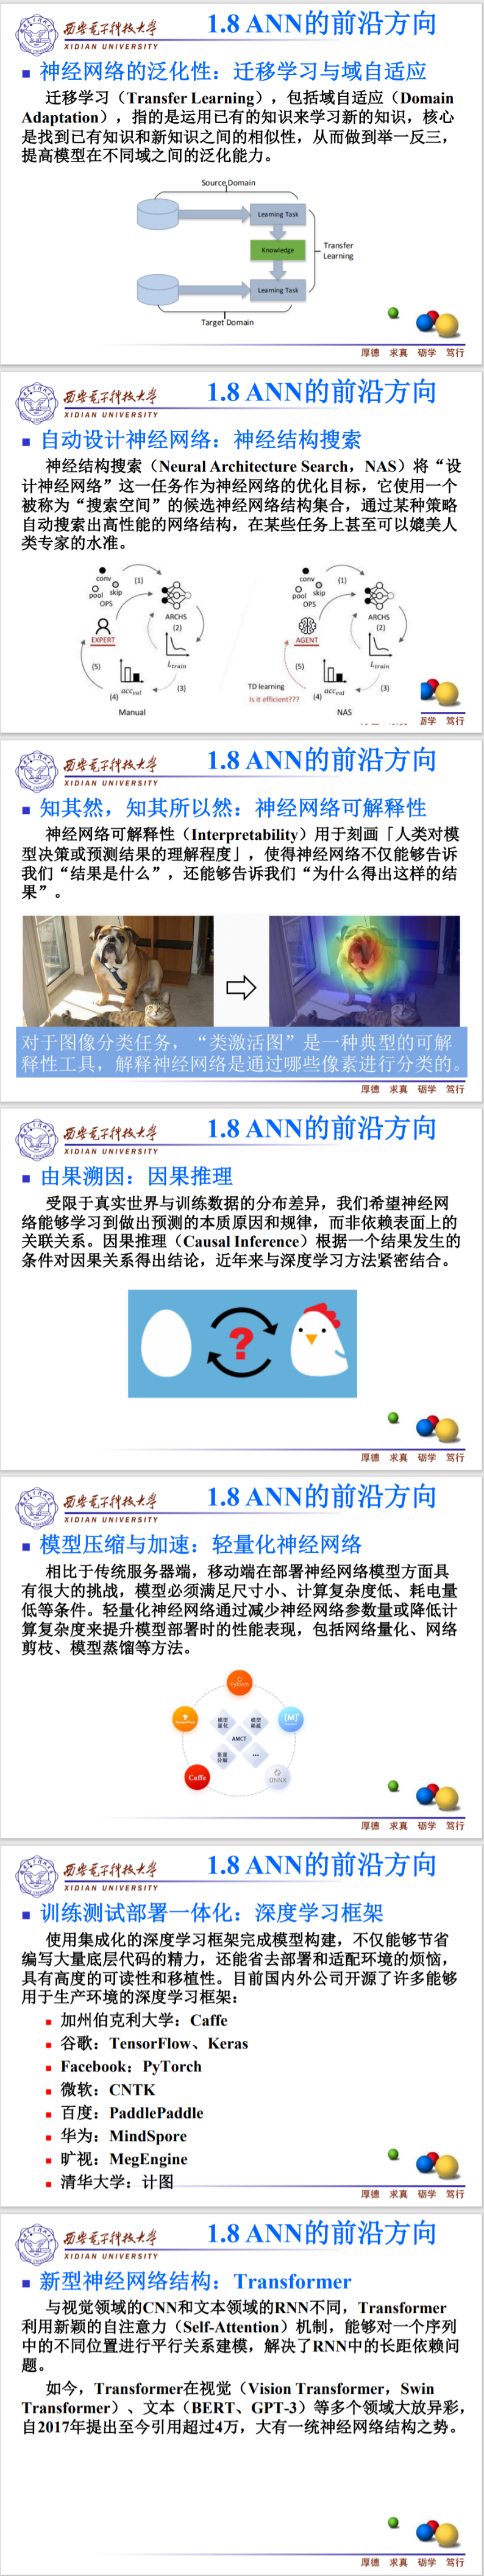 西安电子科技大学
XIDIAN UNIVERSITY
1.8 ANN的前沿方向
神经网络的泛化性：迁移学习与域自适应
迁移学习（Transfer Learning），包括域自适应（Domain
Adaptation），指的是运用已有的知识来学习新的知识，核心
是找到已有知识和新知识之间的相似性，从而做到举一反三，
提高模型在不同域之间的泛化能力。
Source Domain
Learning Task
Knowledge
Transfer
Learning
Learning Task
Target Domain
厚德 求真 砺学 笃行
西安电子科技大学
XIDIAN UNIVERSITY
1.8 ANN的前沿方向
自动设计神经网络：神经结构搜索
神经结构搜索（Neural Architecture Search，NAS）将“设
计神经网络”这一任务作为神经网络的优化目标，它使用一个
被称为“搜索空间”的候选神经网络结构集合，通过某种策略
自动搜索出高性能的网络结构，在某些任务上甚至可以媲美人
类专家的水准。
conv
pool
skip
OPS
(1)
ARCHS
(2)
EXPERT
L_train
(5)
acc_val
(3)
(4)
Manual
conv
pool
skip
OPS
(1)
ARCHS
(2)
AGENT
L_train
(5)
TD learning
Is it efficient???
acc_val
(3)
(4)
NAS
砺学 笃行
西安电子科技大学
XIDIAN UNIVERSITY
1.8 ANN的前沿方向
知其然，知其所以然：神经网络可解释性
神经网络可解释性（Interpretability）用于刻画「人类对模
型决策或预测结果的理解程度」，使得神经网络不仅能够告诉
我们“结果是什么”，还能够告诉我们“为什么得出这样的结
果”。
对于图像分类任务，“类激活图”是一种典型的可解
释性工具，解释神经网络是通过哪些像素进行分类的。
厚德 求真 砺学 笃行
西安电子科技大学
XIDIAN UNIVERSITY
1.8 ANN的前沿方向
由果溯因：因果推理
受限于真实世界与训练数据的分布差异，我们希望神经网
络能够学习到做出预测的本质原因和规律，而非依赖表面上的
关联关系。因果推理（Causal Inference）根据一个结果发生的
条件对因果关系得出结论，近年来与深度学习方法紧密结合。
?
厚德 求真 砺学 笃行
西安电子科技大学
XIDIAN UNIVERSITY
1.8 ANN的前沿方向
模型压缩与加速：轻量化神经网络
相比于传统服务器端，移动端在部署神经网络模型方面具
有很大的挑战，模型必须满足尺寸小、计算复杂度低、耗电量
低等条件。轻量化神经网络通过减少神经网络参数量或降低计
算复杂度来提升模型部署时的性能表现，包括网络量化、网络
剪枝、模型蒸馏等方法。
PyTorch
TensorFlow
[M]
AMCT
张量
分解
...
Caffe
ONNX
厚德 求真 砺学 笃行
西安电子科技大学
XIDIAN UNIVERSITY
1.8 ANN的前沿方向
训练测试部署一体化：深度学习框架
使用集成化的深度学习框架完成模型构建，不仅能够节省
编写大量底层代码的精力，还能省去部署和适配环境的烦恼，
具有高度的可读性和移植性。目前国内外公司开源了许多能够
用于生产环境的深度学习框架：
加州伯克利大学：Caffe
谷歌：TensorFlow、Keras
Facebook：PyTorch
微软：CNTK
百度：PaddlePaddle
华为：MindSpore
旷视：MegEngine
清华大学：计图
厚德 求真 砺学 笃行
西安电子科技大学
XIDIAN UNIVERSITY
1.8 ANN的前沿方向
新型神经网络结构：Transformer
与视觉领域的CNN和文本领域的RNN不同，Transformer
利用新颖的自注意力（Self-Attention）机制，能够对一个序列
中的不同位置进行平行关系建模，解决了RNN中的长距依赖问
题。
如今，Transformer在视觉（Vision Transformer，Swin
Transformer）、文本（BERT、GPT-3）等多个领域大放异彩，
自2017年提出至今引用超过4万，大有一统神经网络结构之势。
厚德 求真 砺学 笃行